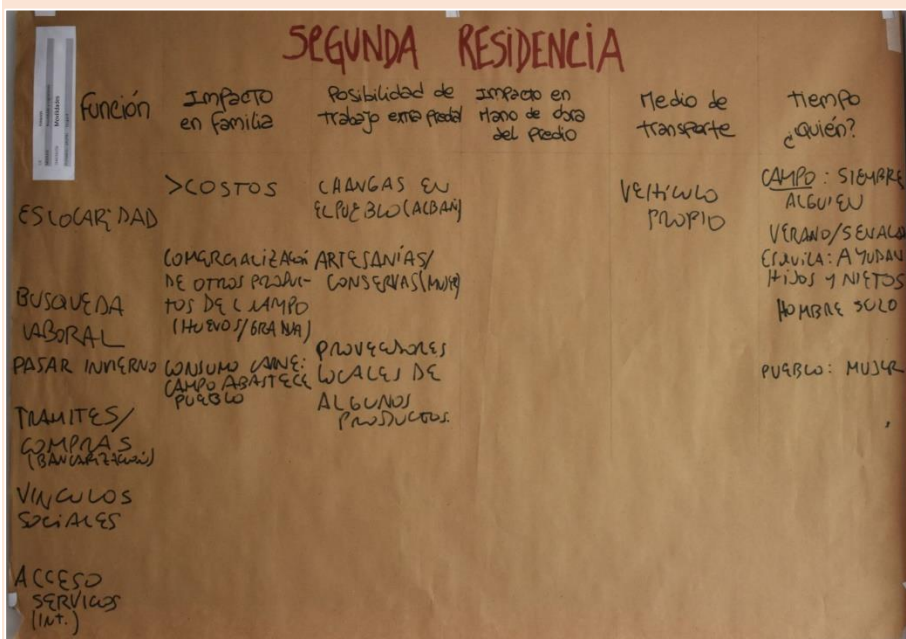 SEGUNDA RESIDENCIA
Función
ESLOCARIDAD
BUSQUEDA
LABORAL
PASAR INVIERNO
TRAMITES/
COMPRAS
(BANCARIZACIÓN)
VINCULOS
SOCIALES
ACCESO
SERVICIOS
(INT.)
Impacto
en Familia
>COSTOS
COMERCIALIZACIÓN
DE OTROS PRODUC-
TOS DEL CAMPO
(HUEVOS/GRANJA)
CONSUMO CARNE:
CAMPO ABASTECE
PUEBLO
Posibilidad de
trabajo extra predial
CHANGAS EN
EL PUEBLO (ALBAÑ)
ARTESANÍAS/
CONSERVAS (MUJER)
PROVEEDORES
LOCALES DE
ALGUNOS
PRODUCTOS.
Impacto en
Mano de obra
del predio
Medio de
transporte
VEHÍCULO
PROPIO
tiempo
¿quién?
CAMPO: SIEMPRE
ALGUIEN
VERANO/SEÑALADA
ESQUILA: AYUDAN
HIJOS Y NIETOS
HOMBRE SOLO
PUEBLO: MUJER